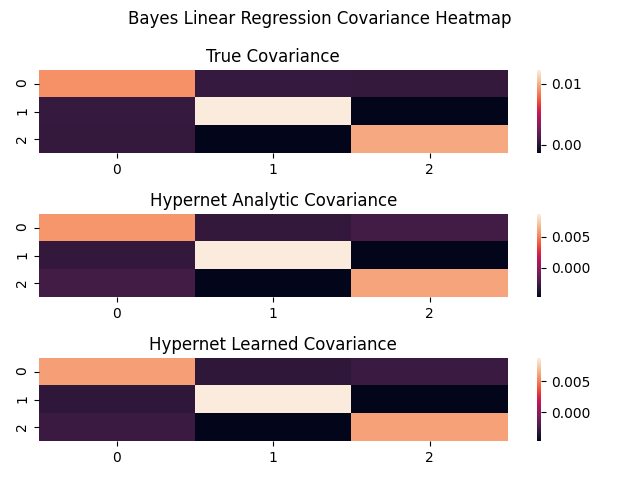 Bayes Linear Regression Covariance Heatmap
True Covariance
0
1
2
0 1 2
0.01
0.00
Hypernet Analytic Covariance
0
1
2
0 1 2
0.005
0.000
Hypernet Learned Covariance
0
1
2
0 1 2
0.005
0.000